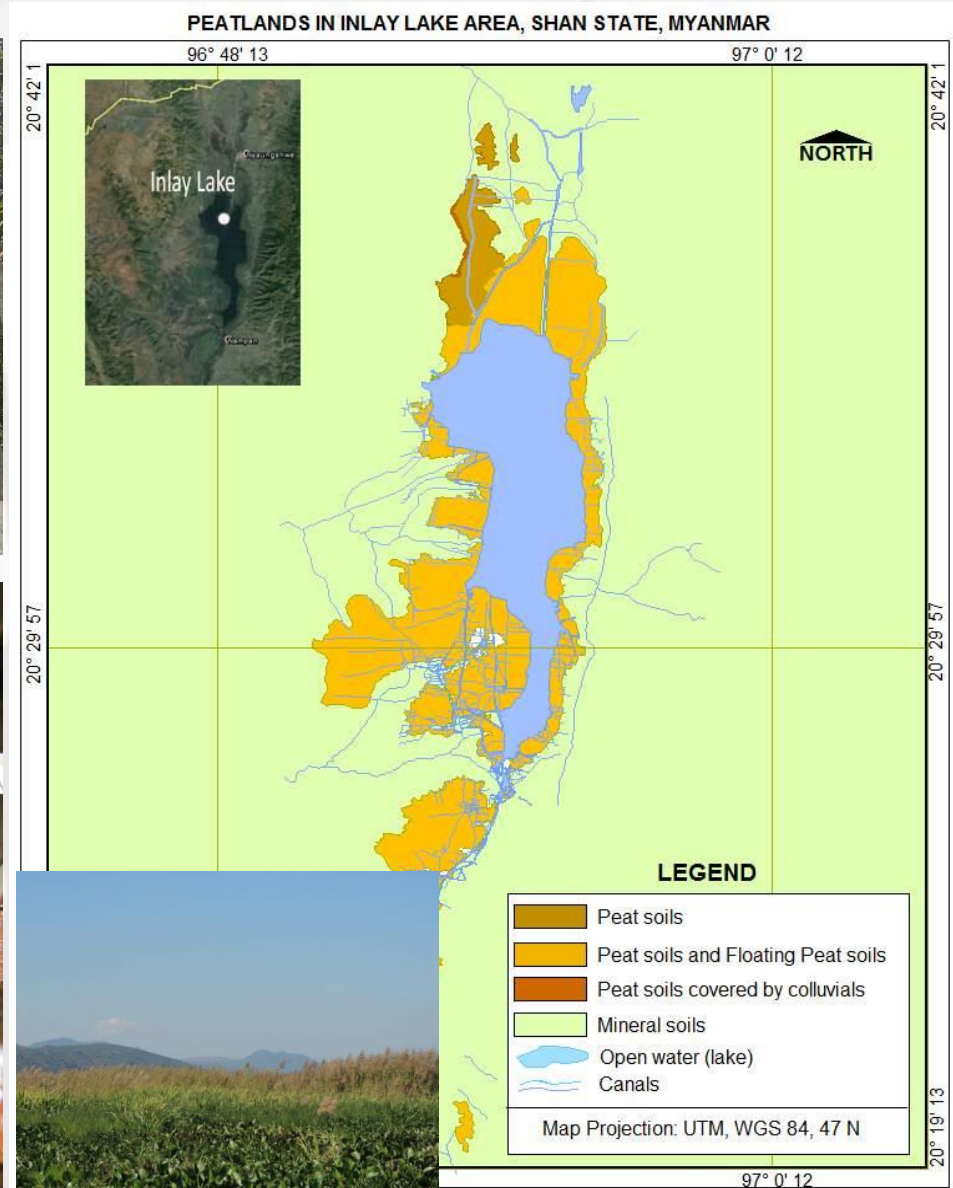 PEATLANDS IN INLAY LAKE AREA, SHAN STATE, MYANMAR
96° 48' 13
97° 0' 12
20° 42' 1
20° 42' 1
NORTH
Inlay Lake
20° 29' 57
20° 29' 57
LEGEND
Peat soils
Peat soils and Floating Peat soils
Peat soils covered by colluvials
Mineral soils
Open water (lake)
Canals
Map Projection: UTM, WGS 84, 47 N
20° 19' 13
97° 0' 12